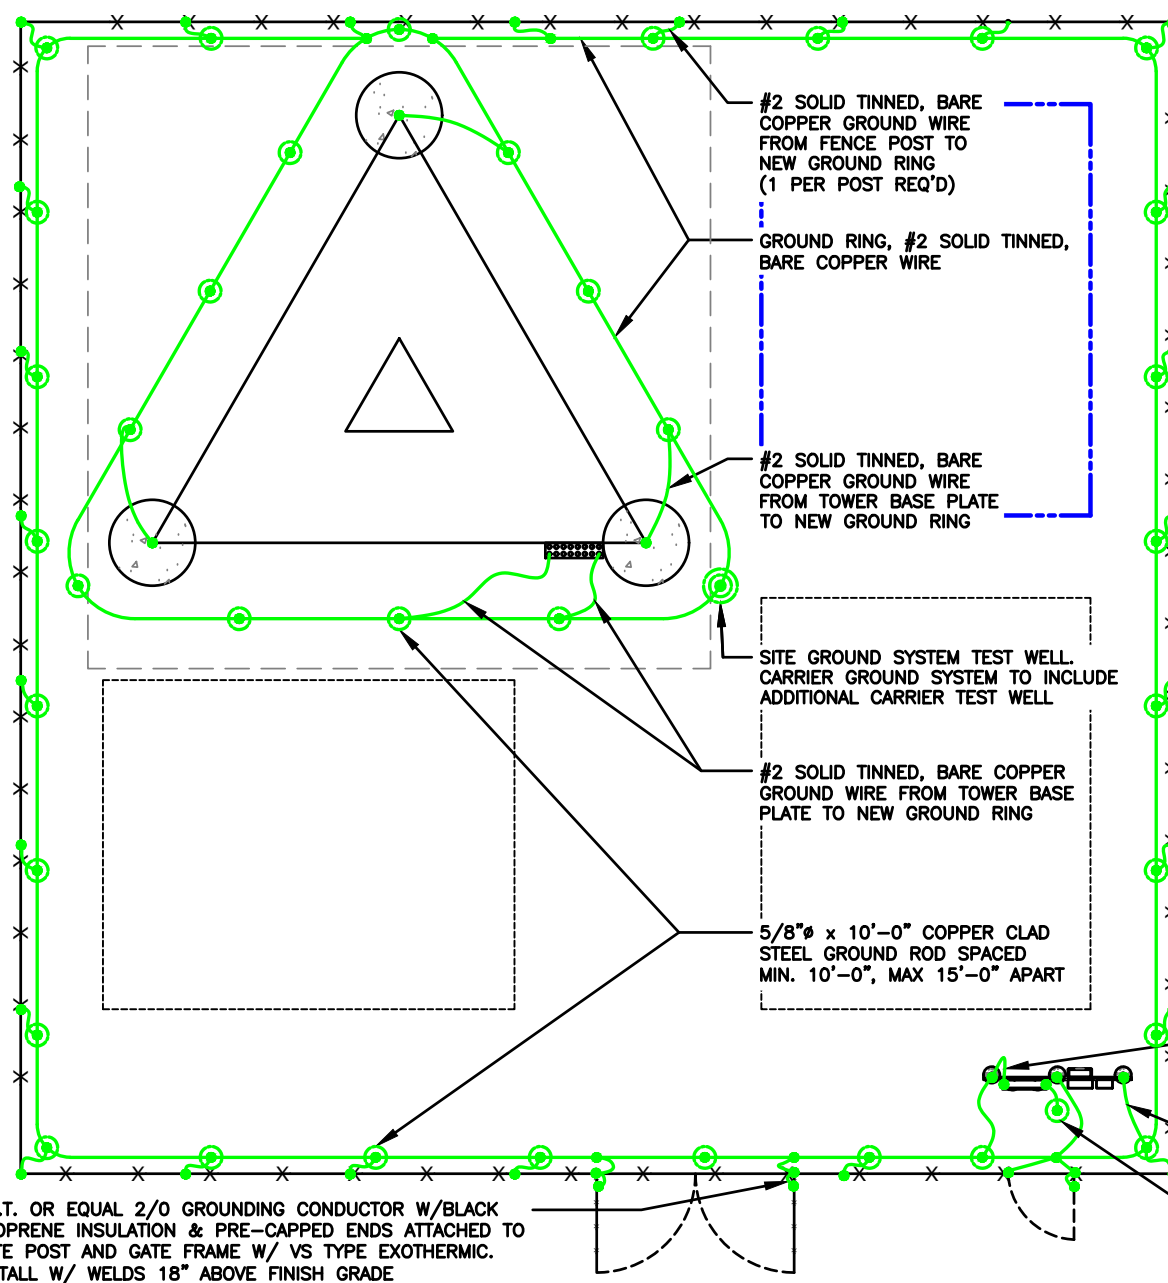 #2 SOLID TINNED, BARE
COPPER GROUND WIRE
FROM FENCE POST TO
NEW GROUND RING
(1 PER POST REQ'D)
GROUND RING, #2 SOLID TINNED,
BARE COPPER WIRE
#2 SOLID TINNED, BARE
COPPER GROUND WIRE
FROM TOWER BASE PLATE
TO NEW GROUND RING
SITE GROUND SYSTEM TEST WELL.
CARRIER GROUND SYSTEM TO INCLUDE
ADDITIONAL CARRIER TEST WELL
#2 SOLID TINNED, BARE COPPER
GROUND WIRE FROM TOWER BASE
PLATE TO NEW GROUND RING
5/8"ø x 10'-0" COPPER CLAD
STEEL GROUND ROD SPACED
MIN. 10'-0", MAX 15'-0" APART
.T. OR EQUAL 2/0 GROUNDING CONDUCTOR W/BLACK
OPRENE INSULATION & PRE-CAPPED ENDS ATTACHED TO
TE POST AND GATE FRAME W/ VS TYPE EXOTHERMIC.
TALL W/ WELDS 18" ABOVE FINISH GRADE